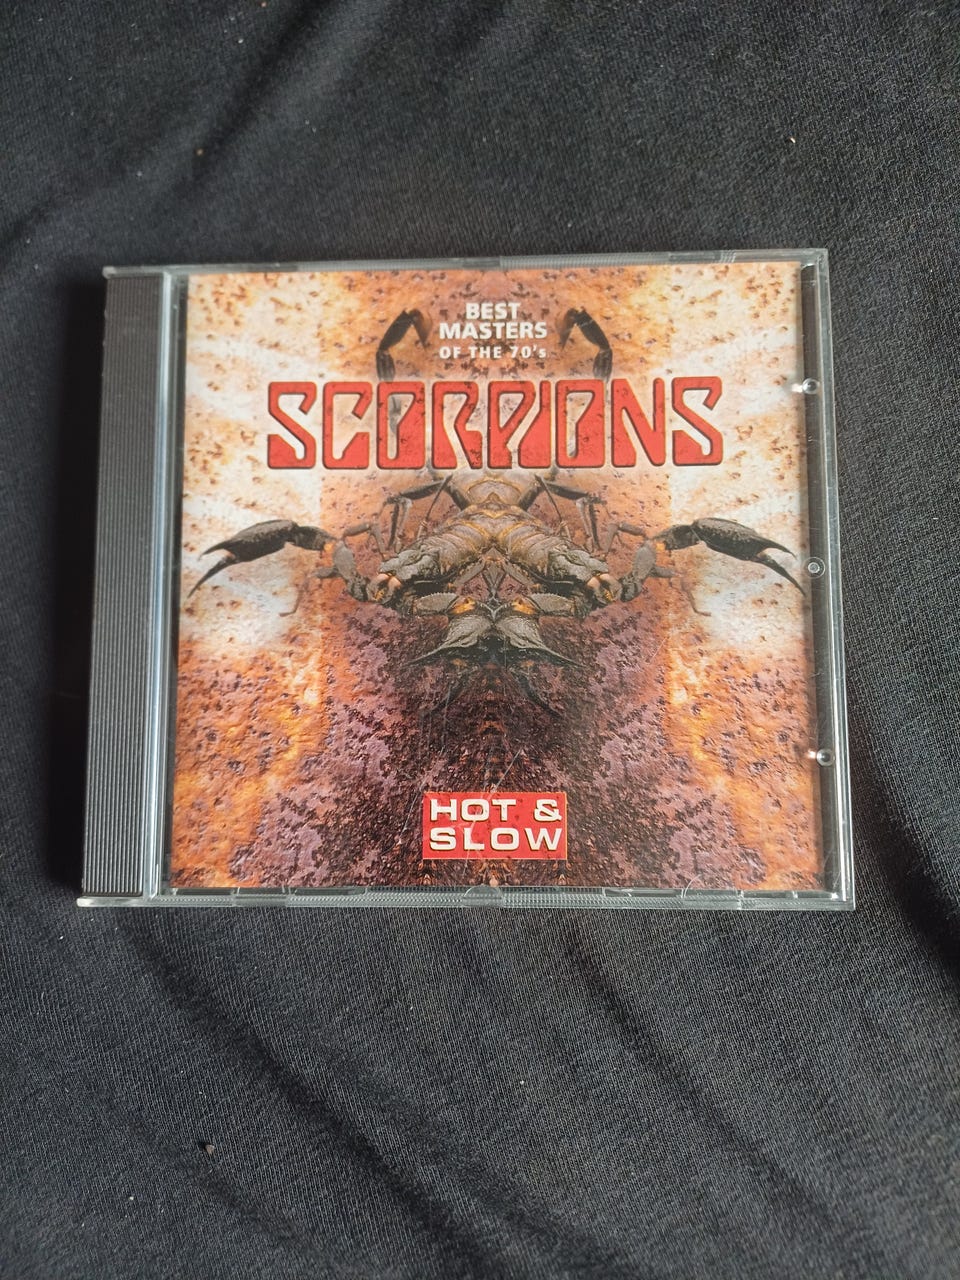 BEST
MASTERS
OF THE 70's
SCORPIONS
HOT &
SLOW